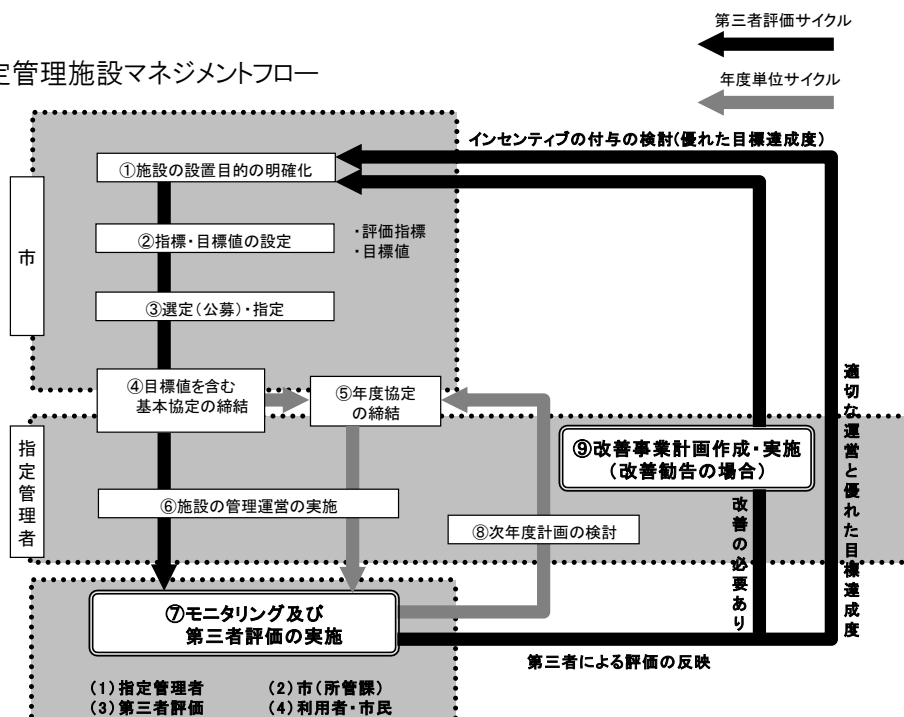 第三者評価サイクル
定管理施設マネジメントフロー
年度単位サイクル
インセンティブの付与の検討(優れた目標達成度)
①施設の設置目的の明確化
市
②指標・目標値の設定
・評価指標
・目標値
③選定(公募)・指定
④目標値を含む
基本協定の締結
⑤年度協定
の締結
指定管理者
⑥施設の管理運営の実施
⑧次年度計画の検討
⑨改善事業計画作成・実施
(改善勧告の場合)
改善の必要あり
適切な運営と優れた目標達成度
⑦モニタリング及び
第三者評価の実施
第三者による評価の反映
(1)指定管理者 (2)市(所管課)
(3)第三者評価 (4)利用者・市民